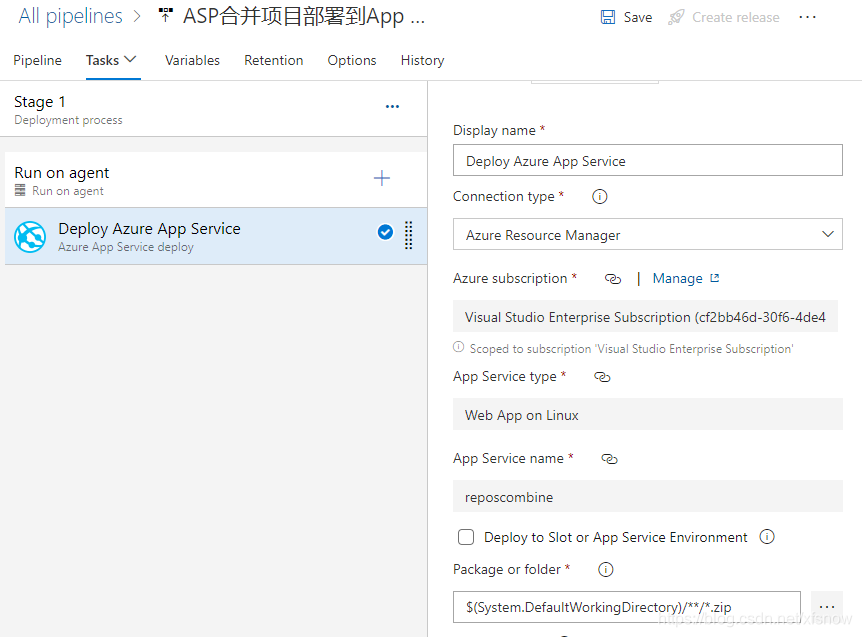 All pipelines > ASP合并项目部署到App ...
Save
Create release
Pipeline
Tasks
Variables
Retention
Options
History
Stage 1
Deployment process
Run on agent
Run on agent
Deploy Azure App Service
Azure App Service deploy
Display name *
Deploy Azure App Service
Connection type *
Azure Resource Manager
Azure subscription * | Manage
Visual Studio Enterprise Subscription (cf2bb46d-30f6-4de4
Scoped to subscription 'Visual Studio Enterprise Subscription'
App Service type *
Web App on Linux
App Service name *
reposcombine
Deploy to Slot or App Service Environment
Package or folder *
$(System.DefaultWorkingDirectory)/**/*.zip
https://blog.csdn.net/xfsnow